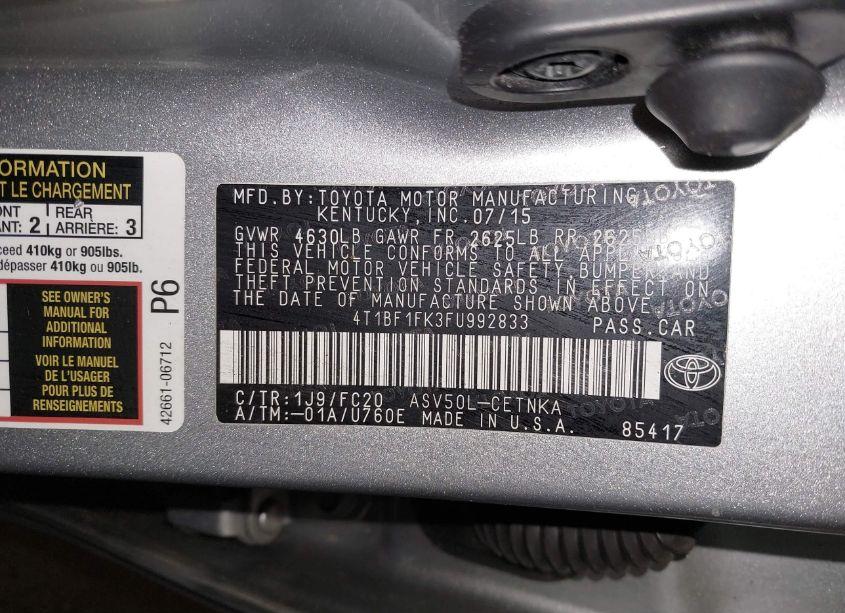 ORMATION
T LE CHARGEMENT
ONT
ANT: 2
REAR
ARRIÈRE: 3
ceed 410kg or 905lbs.
dépasser 410kg ou 905lb.
SEE OWNER'S
MANUAL FOR
ADDITIONAL
INFORMATION
VOIR LE MANUEL
DE L'USAGER
POUR PLUS DE
RENSEIGNEMENTS
P6
42661-06712
MFD.BY:TOYOTA MOTOR MANUFACTURING,
KENTUCKY, INC.07/15
GVWR 4630LB GAWR FR 2625LB RR 2625LB
THIS VEHICLE CONFORMS TO ALL
FEDERAL MOTOR VEHICLE SAFETY, BUMPER, AND
THEFT PREVENTION STANDARDS IN EFFECT ON
THE DATE OF MANUFACTURE SHOWN ABOVE.
4T1BF1FK3FU992833 PASS.CAR
C/TR:1J9/FC20 ASV50L-CETNKA
A/TM:-01A/U760E MADE IN U.S.A. 85417